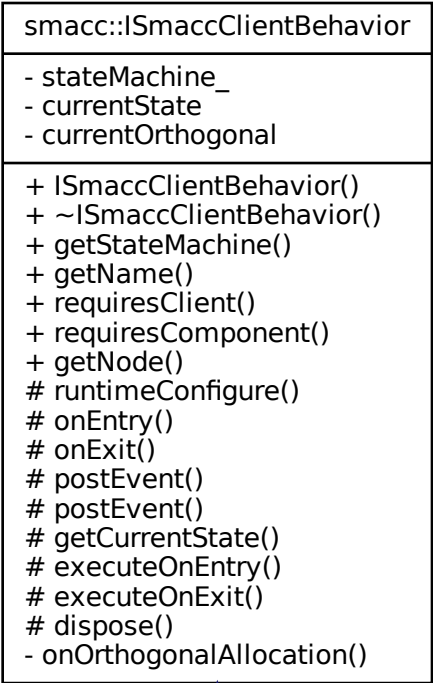 smacc::ISmaccClientBehavior
- stateMachine_
- currentState
- currentOrthogonal
+ ISmaccClientBehavior()
+ ~ISmaccClientBehavior()
+ getStateMachine()
+ getName()
+ requiresClient()
+ requiresComponent()
+ getNode()
# runtimeConfigure()
# onEntry()
# onExit()
# postEvent()
# postEvent()
# getCurrentState()
# executeOnEntry()
# executeOnExit()
# dispose()
- onOrthogonalAllocation()